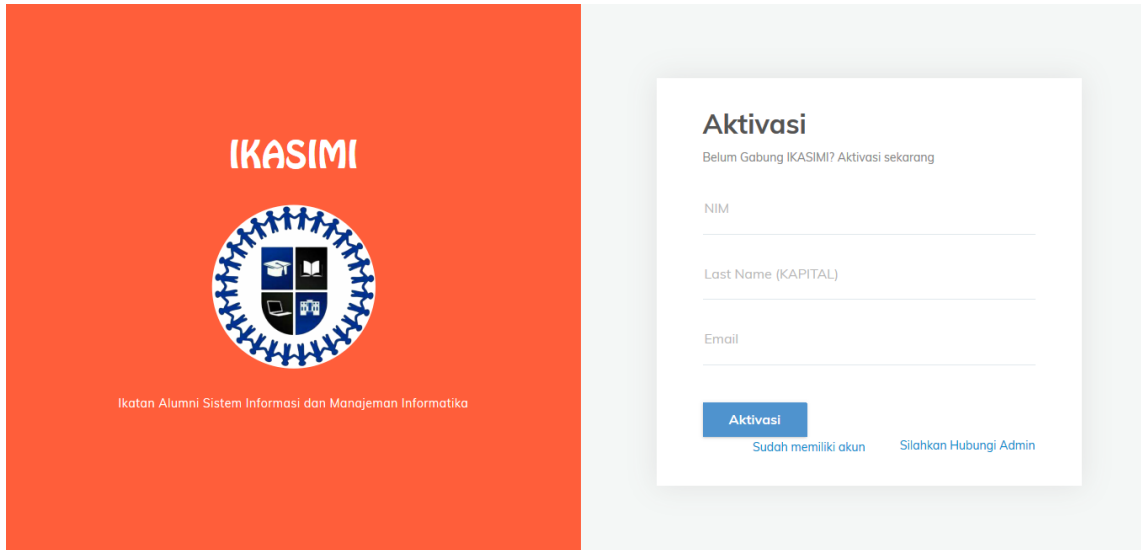 IKASIMI
Ikatan Alumni Sistem Informasi dan Manajeman Informatika
Aktivasi
Belum Gabung IKASIMI? Aktivasi sekarang
NIM
Last Name (KAPITAL)
Email
Aktivasi
Sudah memiliki akun
Silahkan Hubungi Admin